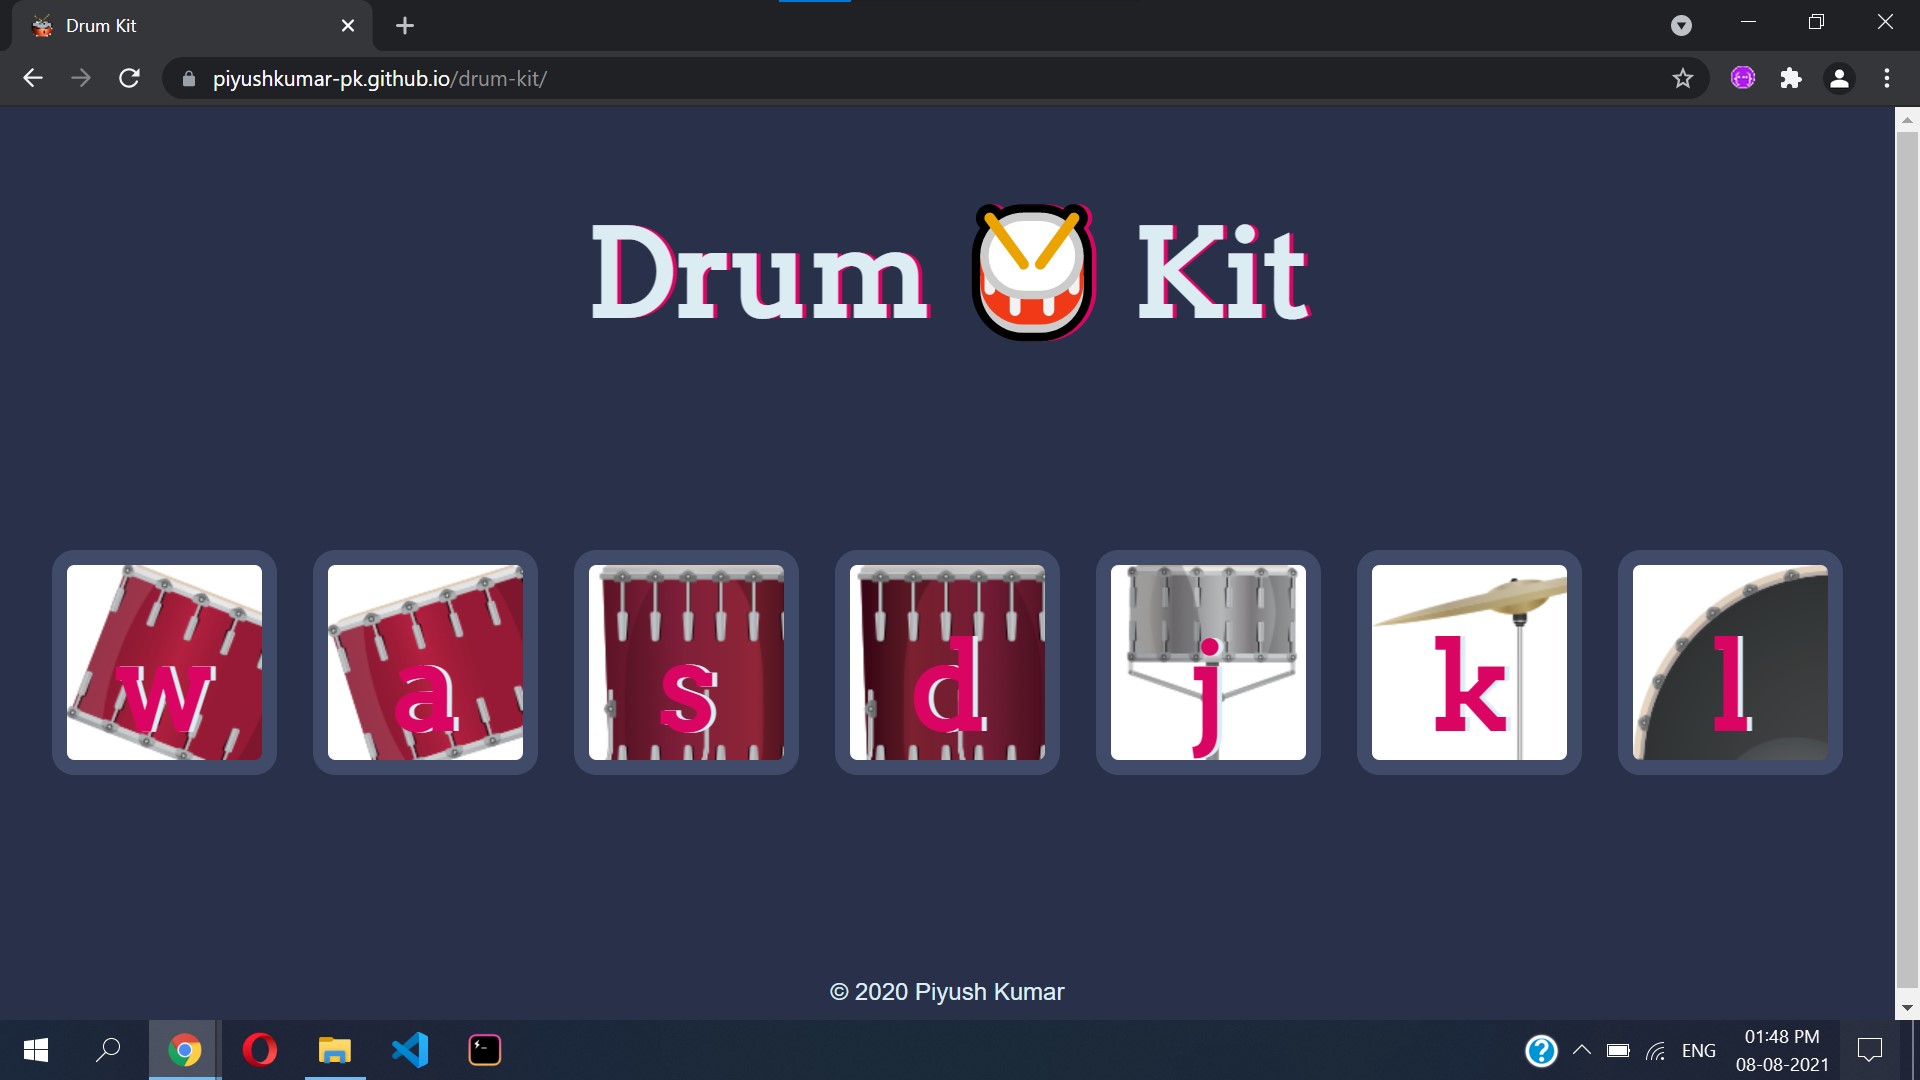 Drum Kit
piyushkumar-pk.github.io/drum-kit/
Drum 🥁 Kit
w a s d j k l
© 2020 Piyush Kumar
ENG
01:48 PM
08-08-2021